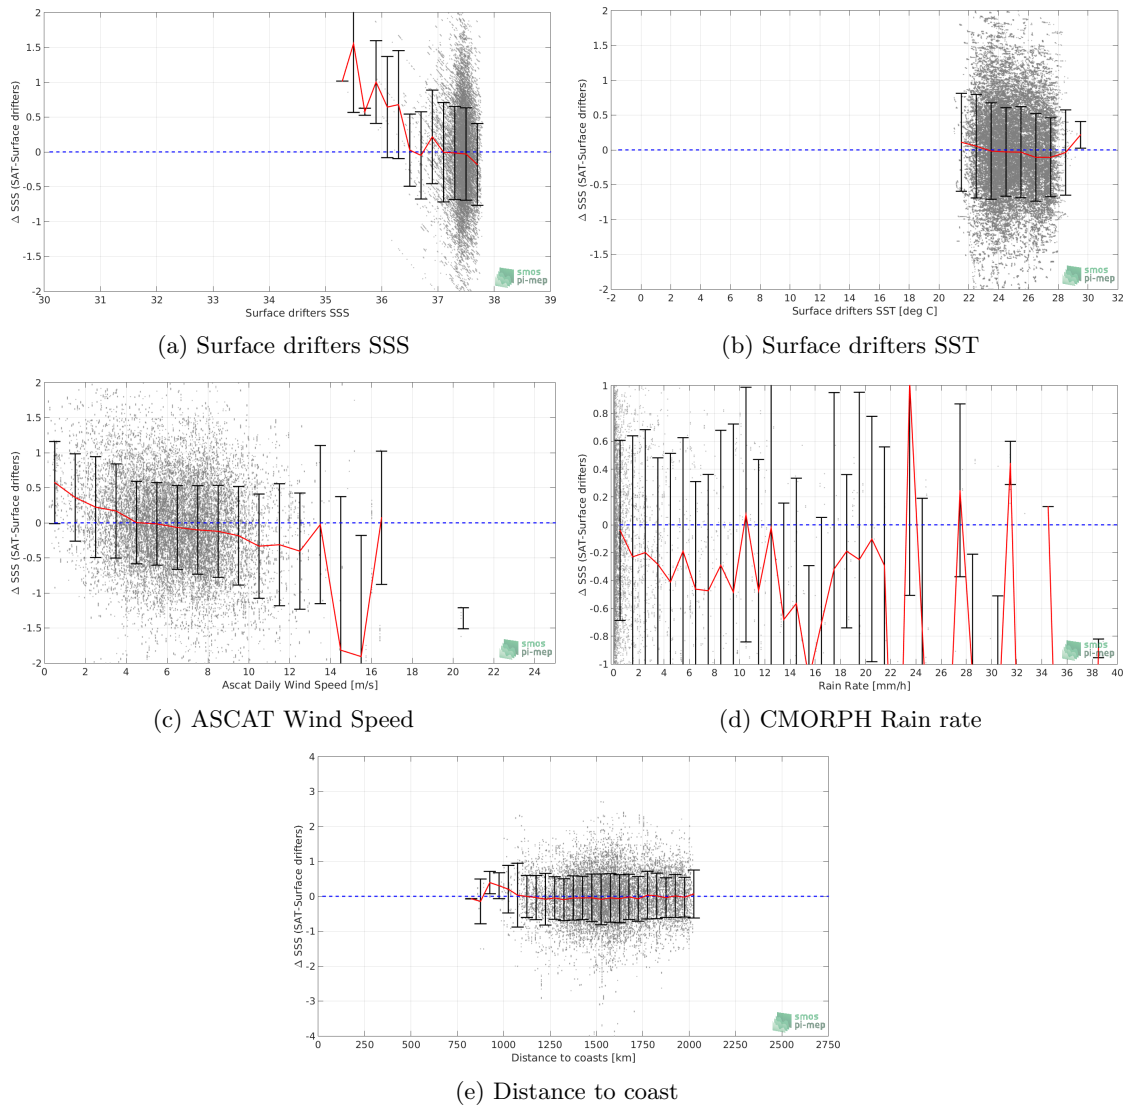 2
1.5
1
0.5
0
-0.5
-1
-1.5
-2
Δ SSS (SAT-Surface drifters)
30 31 32 33 34 35 36 37 38 39
Surface drifters SSS
smos
pi-mep
(a) Surface drifters SSS
2
1.5
1
0.5
0
-0.5
-1
-1.5
-2
Δ SSS (SAT-Surface drifters)
-2 0 2 4 6 8 10 12 14 16 18 20 22 24 26 28 30 32
Surface drifters SST [deg C]
smos
pi-mep
(b) Surface drifters SST
2
1.5
1
0.5
0
-0.5
-1
-1.5
-2
Δ SSS (SAT-Surface drifters)
0 2 4 6 8 10 12 14 16 18 20 22 24
Ascat Daily Wind Speed [m/s]
smos
pi-mep
(c) ASCAT Wind Speed
1
0.8
0.6
0.4
0.2
0
-0.2
-0.4
-0.6
-0.8
-1
Δ SSS (SAT-Surface drifters)
0 2 4 6 8 10 12 14 16 18 20 22 24 26 28 30 32 34 36 38 40
Rain Rate [mm/h]
smos
pi-mep
(d) CMORPH Rain rate
4
3
2
1
0
-1
-2
-3
-4
Δ SSS (SAT-Surface drifters)
0 250 500 750 1000 1250 1500 1750 2000 2250 2500 2750
Distance to coasts [km]
smos
pi-mep
(e) Distance to coast